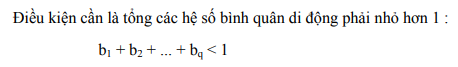 Điều kiện cần là tổng các hệ số bình quân di động phải nhỏ hơn 1 :
b₁ + b₂ + ... + b_q < 1